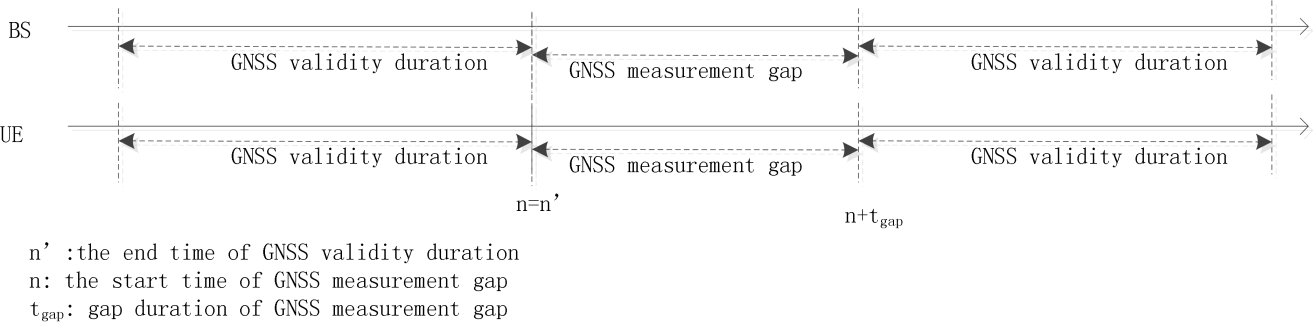 BS
GNSS validity duration
GNSS measurement gap
GNSS validity duration
UE
GNSS validity duration
GNSS measurement gap
GNSS validity duration
n=n’
n+tgap
n’:the end time of GNSS validity duration
n: the start time of GNSS measurement gap
tgap: gap duration of GNSS measurement gap